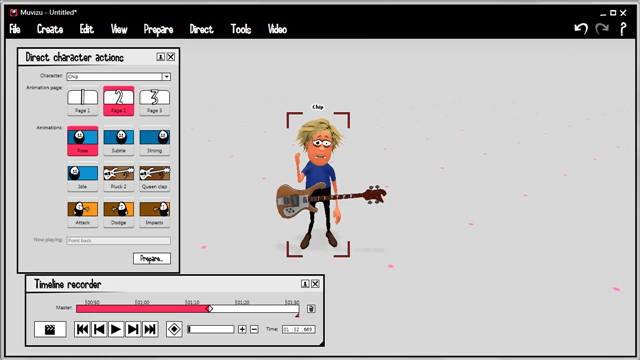 Muvizu - Untitled*
File Create Edit View Prepare Direct Tools Video
Direct character actions
Character: Chip
Animation page:
1 2 3
Page 1 Page 2 Page 3
Animations:
Pose Subtle Strong
Idle Pluck 2 Queen clap
Attack Dodge Impacts
Now playing: Point back
Prepare...
Chip
Timeline recorder
00:50 01:00 01:10 01:20 01:30
Master:
Time: 01:12.669